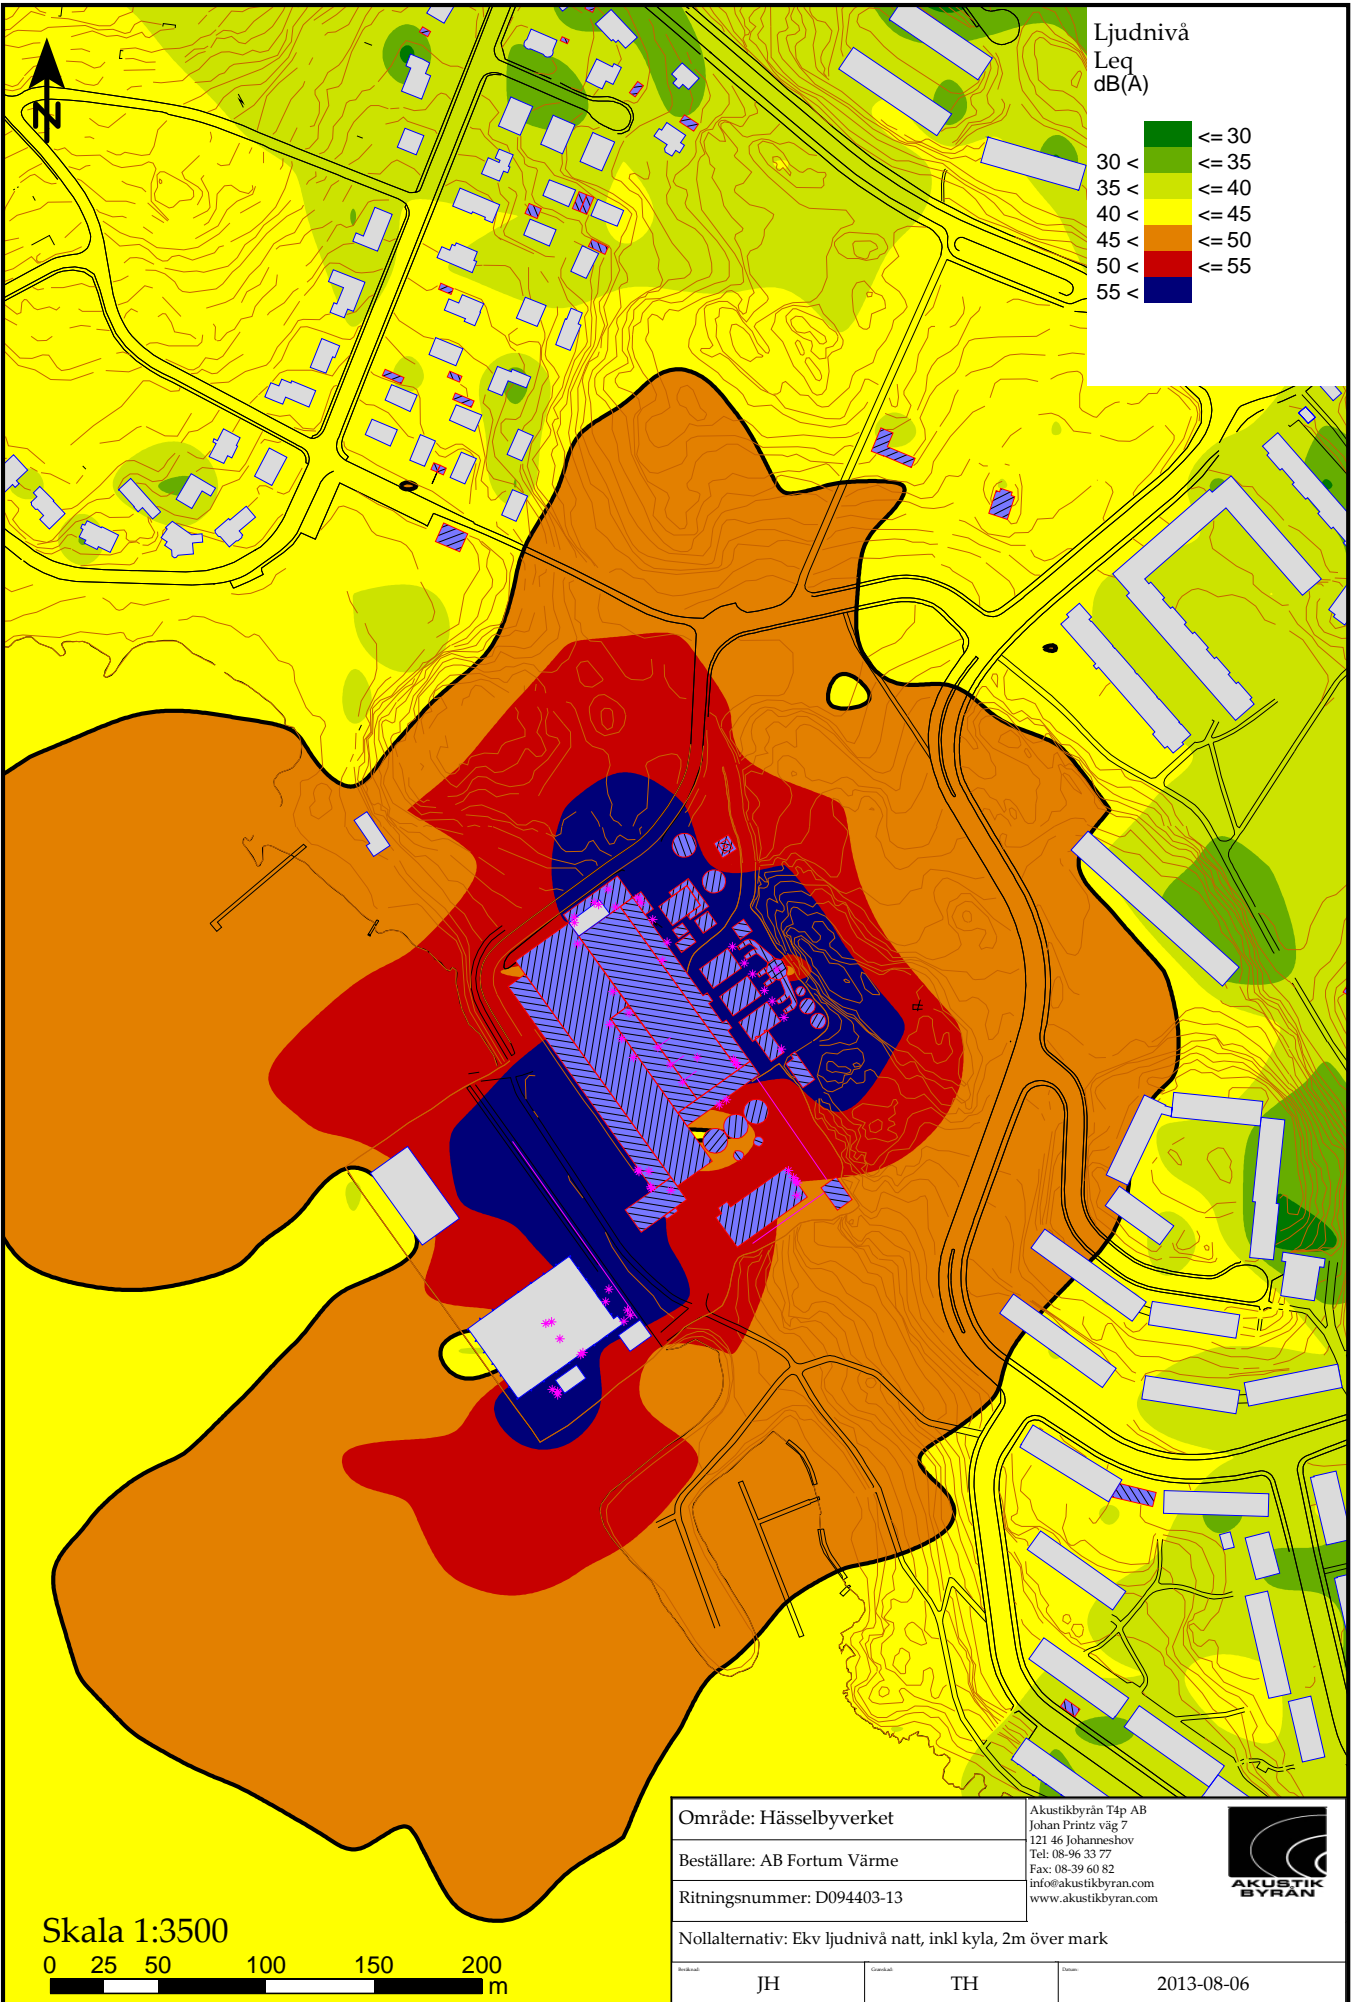 N
Ljudnivå
Leq
dB(A)
<= 30
30 < <= 35
35 < <= 40
40 < <= 45
45 < <= 50
50 < <= 55
55 <
Skala 1:3500
0 25 50 100 150 200
m
Område: Hässelbyverket
Beställare: AB Fortum Värme
Ritningsnummer: D094403-13
Akustikbyrån T4p AB
Johan Printz väg 7
121 46 Johanneshov
Tel: 08-96 33 77
Fax: 08-39 60 82
info@akustikbyran.com
www.akustikbyran.com
AKUSTIK
BYRÅN
Nollalternativ: Ekv ljudnivå natt, inkl kyla, 2m över mark
JH
TH
Datum:
2013-08-06